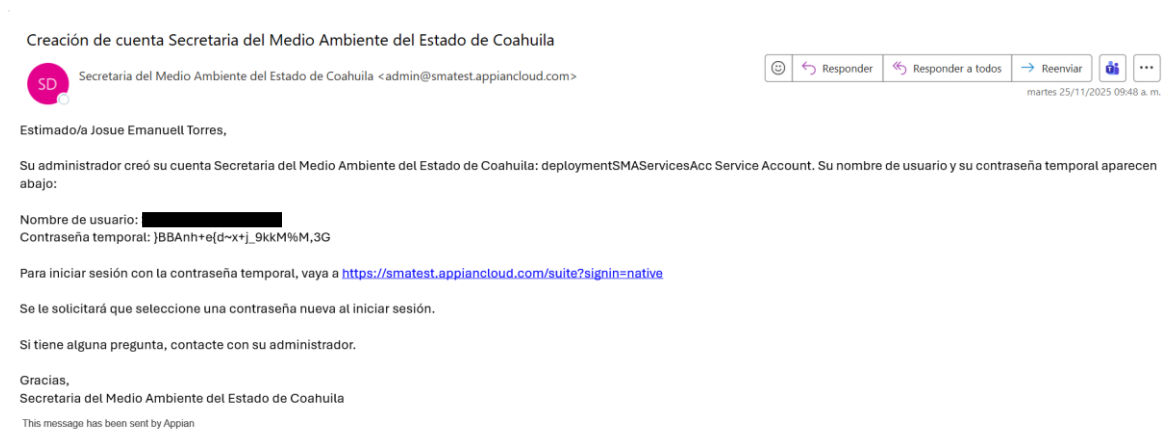 Creación de cuenta Secretaria del Medio Ambiente del Estado de Coahuila
SD
Secretaria del Medio Ambiente del Estado de Coahuila <admin@smatest.appiancloud.com>
Responder
Responder a todos
Reenviar
martes 25/11/2025 09:48 a. m.
Estimado/a Josue Emanuell Torres,
Su administrador creó su cuenta Secretaria del Medio Ambiente del Estado de Coahuila: deploymentSMAServicesAcc Service Account. Su nombre de usuario y su contraseña temporal aparecen
abajo:
Nombre de usuario:
Contraseña temporal: }BBAnh+e{d~x+j_9kkM%M,3G
Para iniciar sesión con la contraseña temporal, vaya a https://smatest.appiancloud.com/suite?signin=native
Se le solicitará que seleccione una contraseña nueva al iniciar sesión.
Si tiene alguna pregunta, contacte con su administrador.
Gracias,
Secretaria del Medio Ambiente del Estado de Coahuila
This message has been sent by Appian